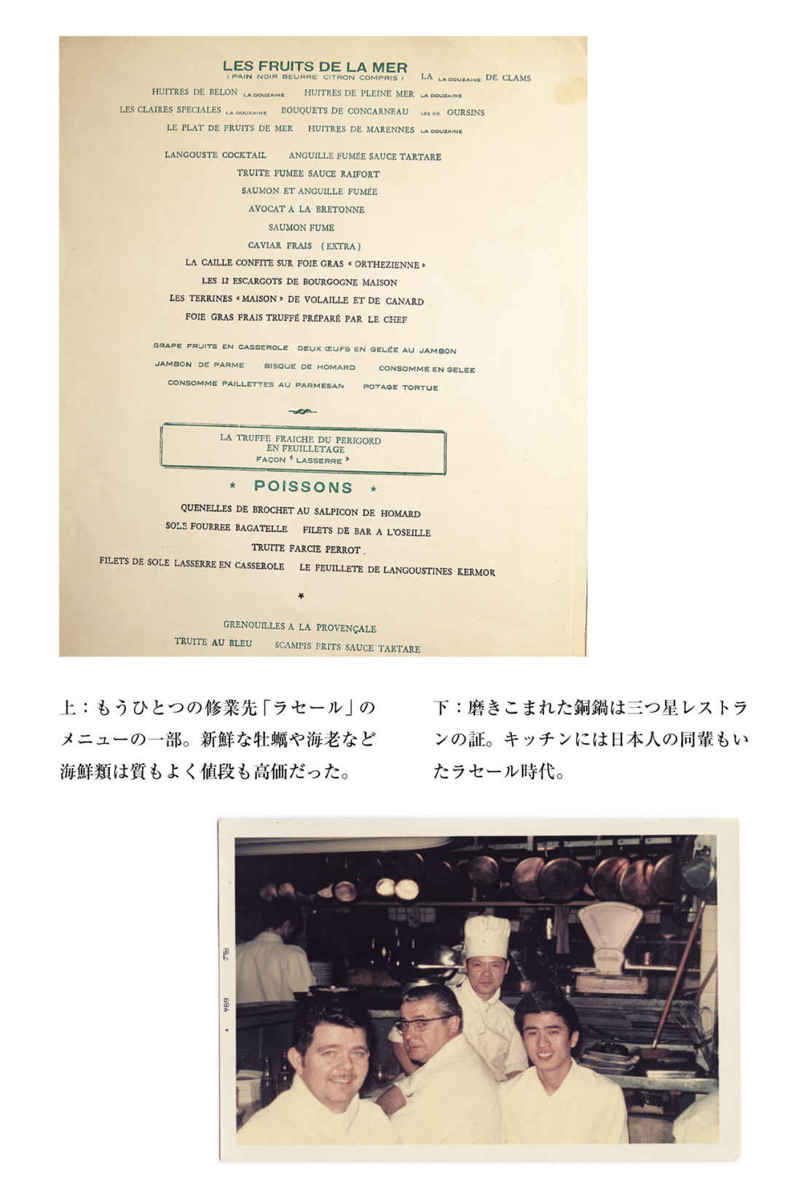 LES FRUITS DE LA MER
( PAIN NOIR BEURRE CITRON COMPRIS ) LA LA DOUZAINE DE CLAMS
HUITRES DE BELON LA DOUZAINE HUITRES DE PLEINE MER LA DOUZAINE
LES CLAIRES SPECIALES LA DOUZAINE BOUQUETS DE CONCARNEAU LES SIX OURSINS
LE PLAT DE FRUITS DE MER HUITRES DE MARENNES LA DOUZAINE
LANGOUSTE COCKTAIL ANGUILLE FUMÉE SAUCE TARTARE
TRUITE FUMEE SAUCE RAIFORT
SAUMON ET ANGUILLE FUMÉE
AVOCAT A LA BRETONNE
SAUMON FUME
CAVIAR FRAIS (EXTRA)
LA CAILLE CONFITE SUR FOIE GRAS « ORTHEZIENNE »
LES 12 ESCARGOTS DE BOURGOGNE MAISON
LES TERRINES « MAISON » DE VOLAILLE ET DE CANARD
FOIE GRAS FRAIS TRUFFÉ PRÉPARÉ PAR LE CHEF
GRAPE FRUITS EN CASSEROLE DEUX ŒUFS EN GELÉE AU JAMBON
JAMBON DE PARME BISQUE DE HOMARD CONSOMME EN GELEE
CONSOMME PAILLETTES AU PARMESAN POTAGE TORTUE
LA TRUFFE FRAICHE DU PERIGORD
EN FEUILLETAGE
FAÇON " LASSERRE "
★ POISSONS ★
QUENELLES DE BROCHET AU SALPICON DE HOMARD
SOLE FOURREE BAGATELLE FILETS DE BAR A L'OSEILLE
TRUITE FARCIE PERROT .
FILETS DE SOLE LASSERRE EN CASSEROLE LE FEUILLETE DE LANGOUSTINES KERMOR
★
GRENOUILLES A LA PROVENÇALE
TRUITE AU BLEU SCAMPIS FRITS SAUCE TARTARE
上：もうひとつの修業先「ラセール」の
メニューの一部。新鮮な牡蠣や海老など
海鮮類は質もよく値段も高価だった。
下：磨きこまれた銅鍋は三つ星レストラ
ンの証。キッチンには日本人の同輩もい
たラセール時代。